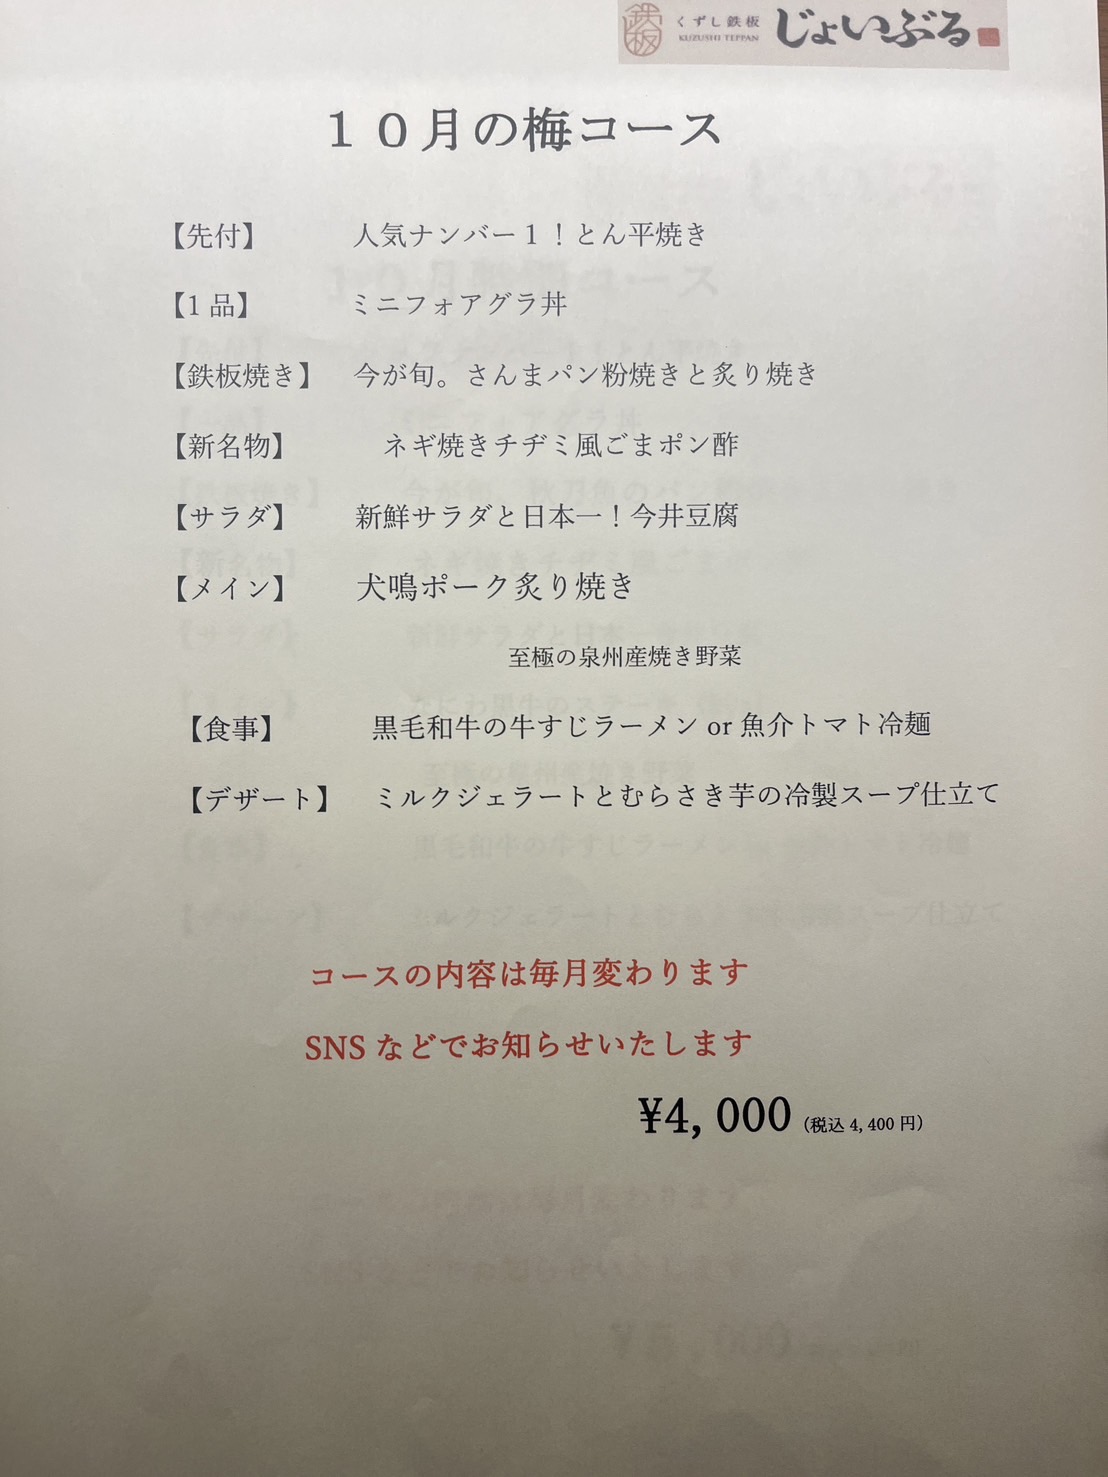 鉄板 くずし鉄板 じょいぶる
KUZUSHI TEPPAN
１０月の梅コース
【先付】 人気ナンバー１！とん平焼き
【1品】 ミニフォアグラ丼
【鉄板焼き】 今が旬。さんまパン粉焼きと炙り焼き
【新名物】 ネギ焼きチヂミ風ごまポン酢
【サラダ】 新鮮サラダと日本一！今井豆腐
【メイン】 犬鳴ポーク炙り焼き
至極の泉州産焼き野菜
【食事】 黒毛和牛の牛すじラーメン or 魚介トマト冷麺
【デザート】 ミルクジェラートとむらさき芋の冷製スープ仕立て
コースの内容は毎月変わります
SNS などでお知らせいたします
¥4,000 (税込 4,400 円)